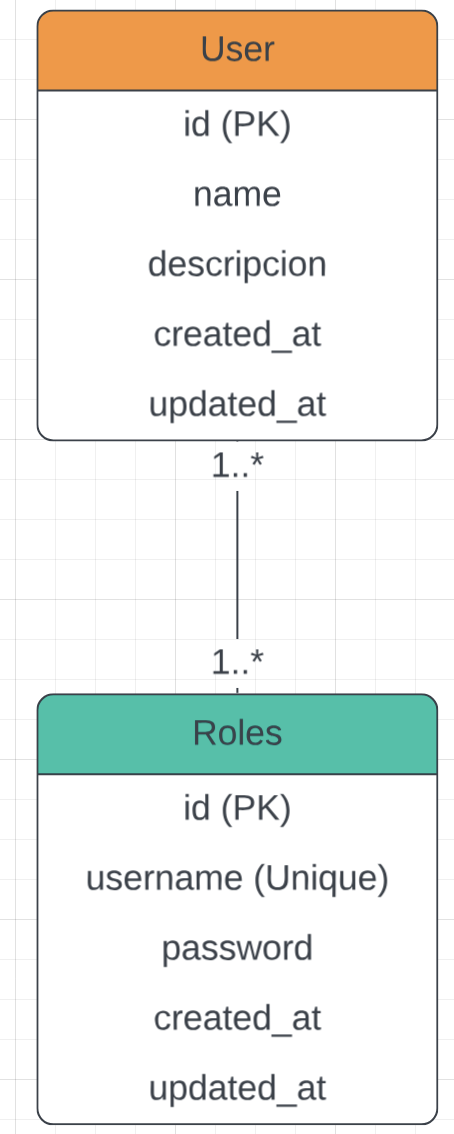 User
id (PK)
name
descripcion
created_at
updated_at
1..*
1..*
Roles
id (PK)
username (Unique)
password
created_at
updated_at